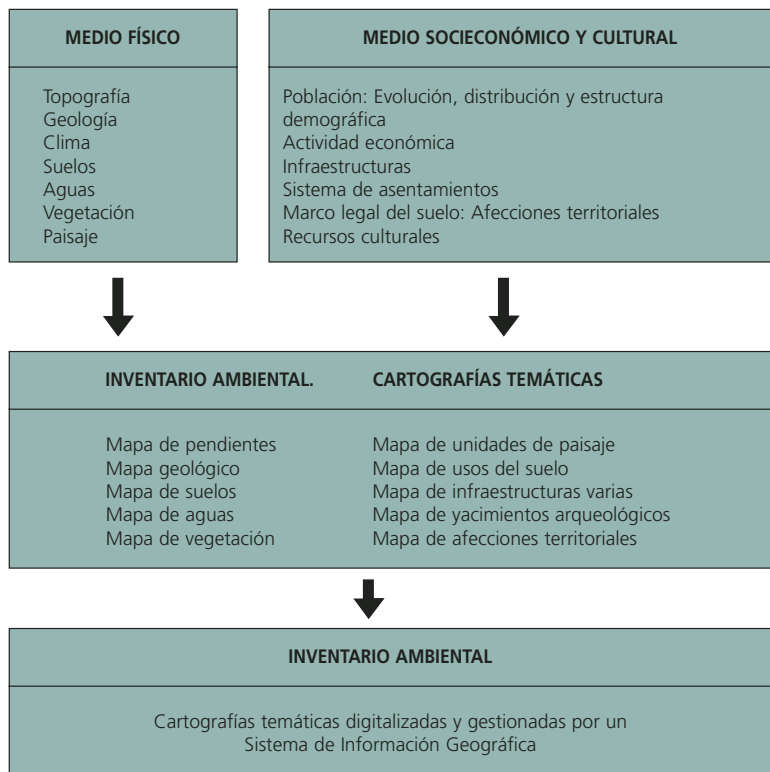 MEDIO FÍSICO
Topografía
Geología
Clima
Suelos
Aguas
Vegetación
Paisaje
MEDIO SOCIECONÓMICO Y CULTURAL
Población: Evolución, distribución y estructura
demográfica
Actividad económica
Infraestructuras
Sistema de asentamientos
Marco legal del suelo: Afecciones territoriales
Recursos culturales
INVENTARIO AMBIENTAL. CARTOGRAFÍAS TEMÁTICAS
Mapa de pendientes
Mapa geológico
Mapa de suelos
Mapa de aguas
Mapa de vegetación
Mapa de unidades de paisaje
Mapa de usos del suelo
Mapa de infraestructuras varias
Mapa de yacimientos arqueológicos
Mapa de afecciones territoriales
INVENTARIO AMBIENTAL
Cartografías temáticas digitalizadas y gestionadas por un
Sistema de Información Geográfica